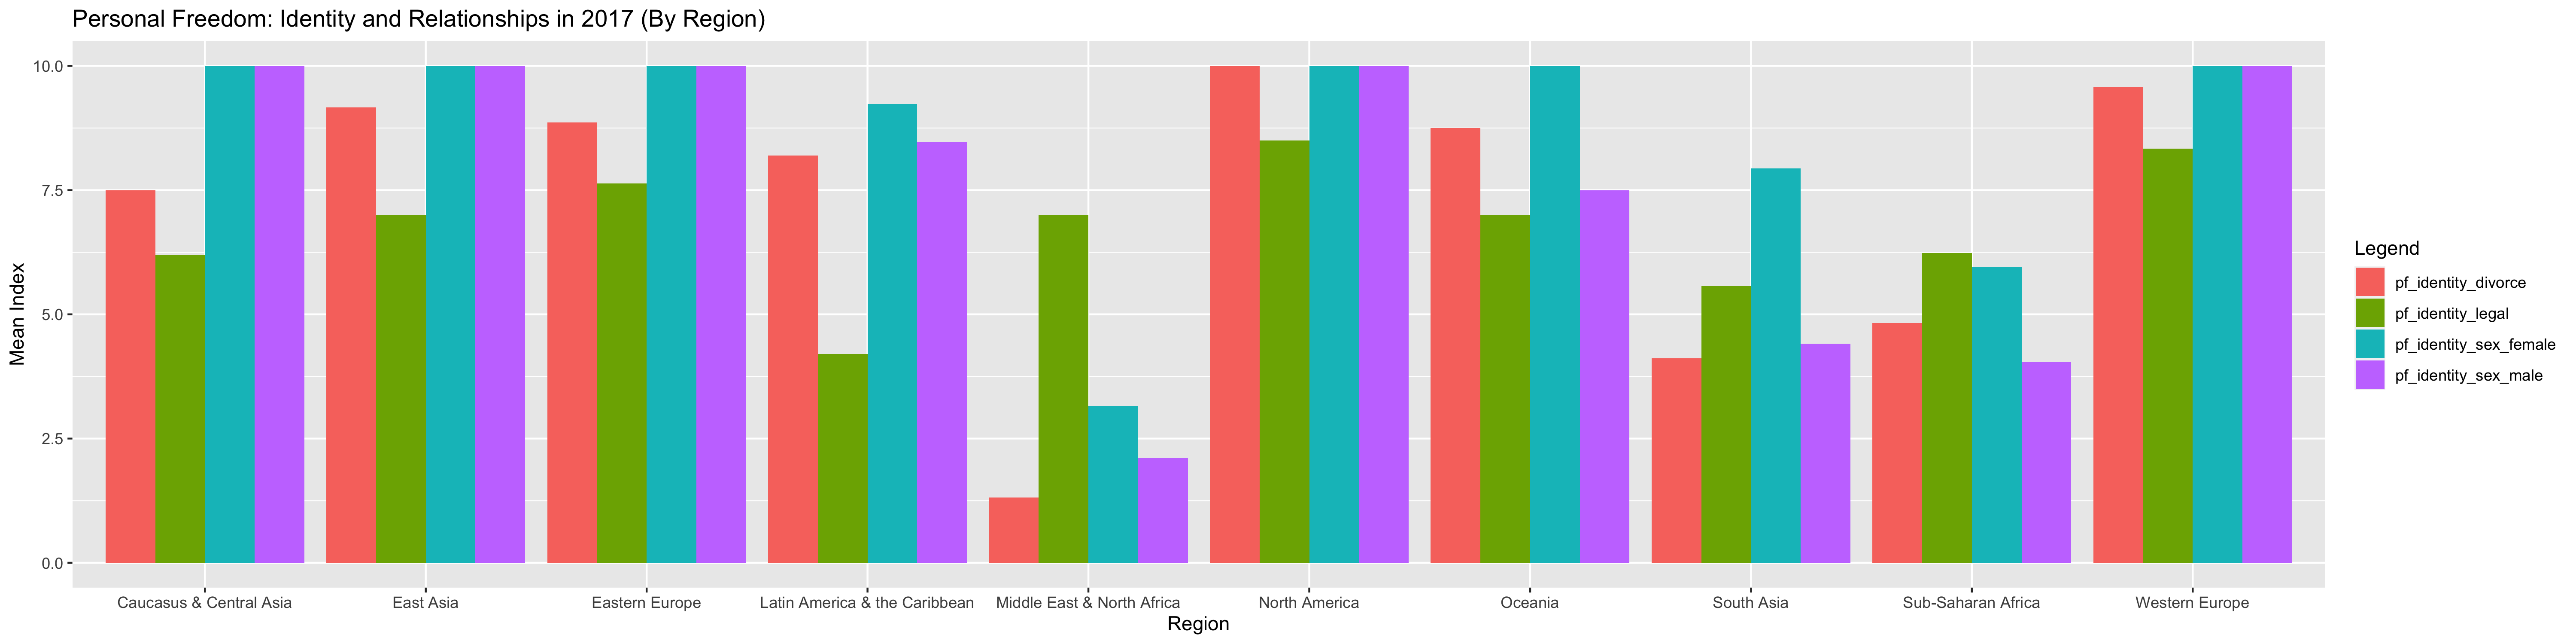 Personal Freedom: Identity and Relationships in 2017 (By Region)
Mean Index
10.0
7.5
5.0
2.5
0.0
Caucasus & Central Asia
East Asia
Eastern Europe
Latin America & the Caribbean
Middle East & North Africa
North America
Oceania
South Asia
Sub-Saharan Africa
Western Europe
Region
Legend
pf_identity_divorce
pf_identity_legal
pf_identity_sex_female
pf_identity_sex_male